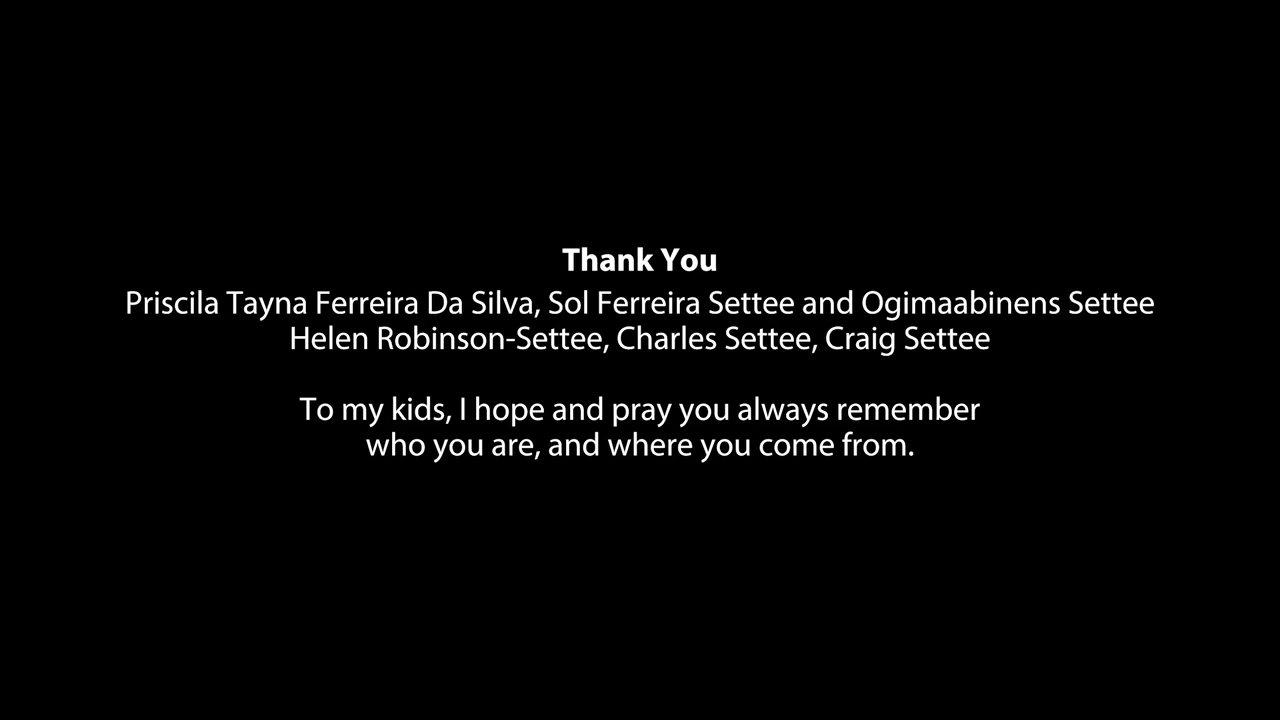 Thank You
Priscila Tayna Ferreira Da Silva, Sol Ferreira Settee and Ogimaabinens Settee
Helen Robinson-Settee, Charles Settee, Craig Settee
To my kids, I hope and pray you always remember
who you are, and where you come from.